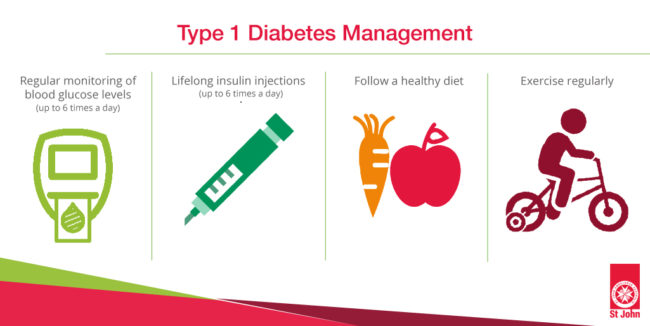 Type 1 Diabetes Management
Regular monitoring of
blood glucose levels
(up to 6 times a day)
Lifelong insulin injections
(up to 6 times a day)
Follow a healthy diet
Exercise regularly
St John